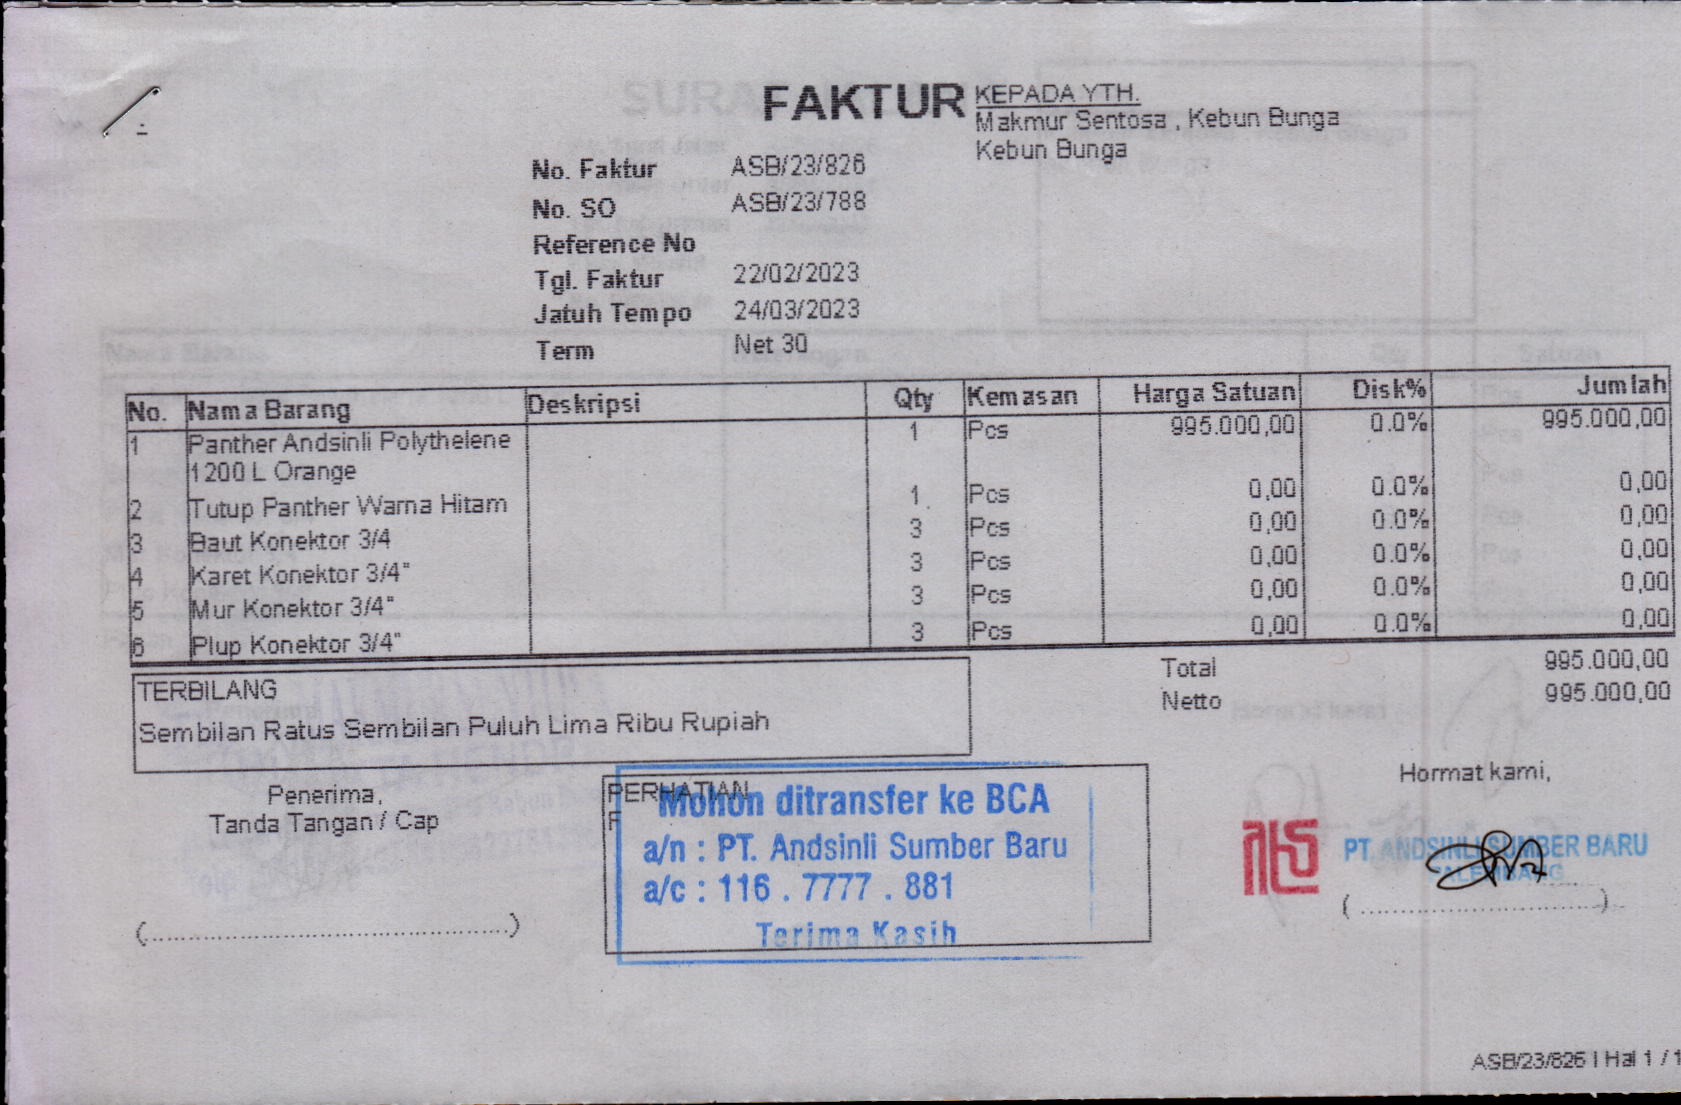 FAKTUR
KEPADA YTH.
Makmur Sentosa , Kebun Bunga
Kebun Bunga
No. Faktur ASB/23/826
No. SO ASB/23/788
Reference No
Tgl. Faktur 22/02/2023
Jatuh Tempo 24/03/2023
Term Net 30
No. Nama Barang Deskripsi Qty Kemasan Harga Satuan Disk% Jumlah
1 Panther Andsinli Polythelene 1 Pcs 995.000,00 0.0% 995.000,00
1200 L Orange
2 Tutup Panther Warna Hitam 1 Pcs 0,00 0.0% 0,00
3 Baut Konektor 3/4 3 Pcs 0,00 0.0% 0,00
4 Karet Konektor 3/4" 3 Pcs 0,00 0.0% 0,00
5 Mur Konektor 3/4" 3 Pcs 0,00 0.0% 0,00
6 Plup Konektor 3/4" 3 Pcs 0,00 0.0% 0,00
Total 995.000,00
Netto 995.000,00
TERBILANG
Sembilan Ratus Sembilan Puluh Lima Ribu Rupiah
Penerima,
Tanda Tangan / Cap
(..................................................)
PERHATIAN
F
Mohon ditransfer ke BCA
a/n : PT. Andsinli Sumber Baru
a/c : 116 . 7777 . 881
Terima Kasih
Hormat kami,
PT. ANDSINLI SUMBER BARU
PALEMBANG
(..................................)
ASB/23/826 | Hal 1 / 1